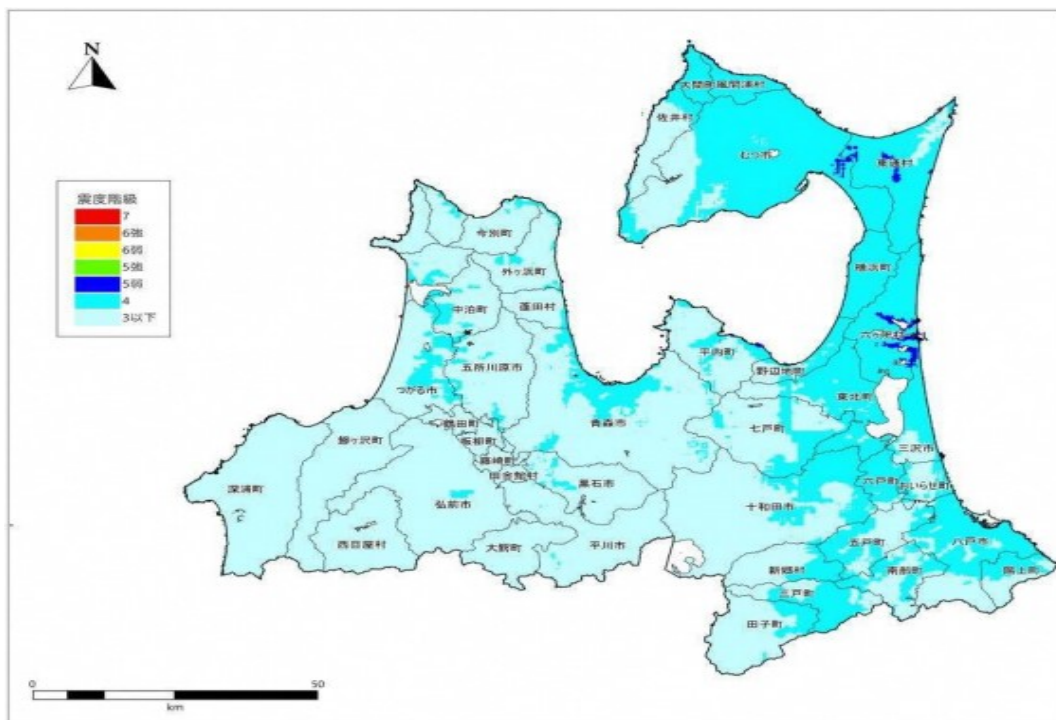 N
大間町
風間浦村
佐井村
むつ市
東通村
震度階級
7
6強
6弱
5強
5弱
4
3以下
今別町
外ヶ浜町
横浜町
中泊町
蓬田村
六ヶ所村
平内町
五所川原市
野辺地町
つがる市
東北町
青森市
鶴田町
七戸町
鰺ヶ沢町
板柳町
三沢市
藤崎町
田舎館村
黒石市
六戸町
おいらせ町
深浦町
弘前市
十和田市
西目屋村
大鰐町
平川市
五戸町
八戸市
新郷村
南部町
階上町
三戸町
田子町
0
50
km